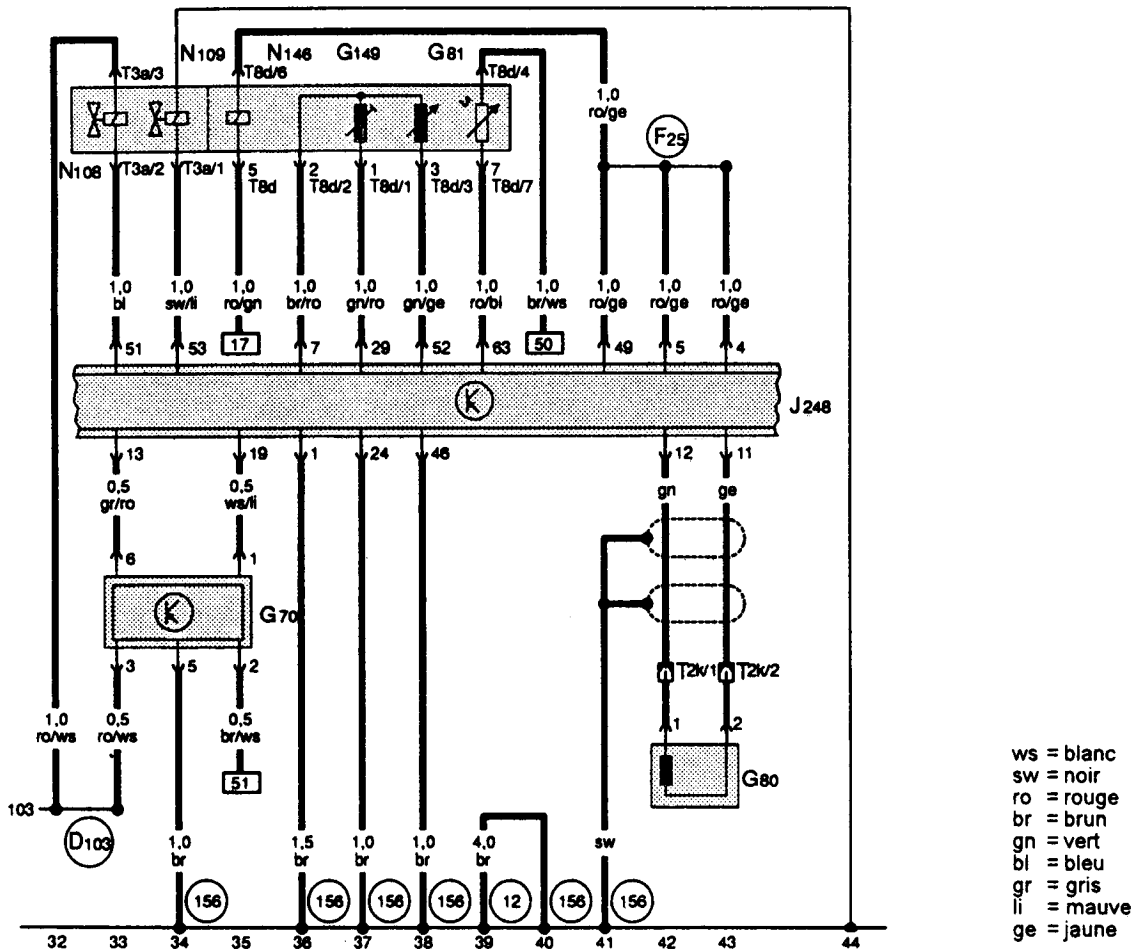 N109 N146 G149 G81
T3a/3 T8d/6 T8d/4
1,0
ro/ge
F25
N108 T3a/2 T3a/1 5 2 1 3 7
T8d T8d/2 T8d/1 T8d/3 T8d/7
1,0 1,0 1,0 1,0 1,0 1,0 1,0 1,0 1,0 1,0 1,0
bl sw/li ro/gn br/ro gn/ro gn/ge ro/bl br/ws ro/ge ro/ge ro/ge
51 53 17 7 29 52 63 50 49 5 4
K
J248
13 19 1 24 46 12 11
0,5 0,5
gr/ro ws/li
gn ge
6 1
K
G70
3 5 2
T2k/1 T2k/2
1 2
G80
1,0 0,5 0,5
ro/ws ro/ws br/ws
51
103
D103
1,0 1,5 1,0 1,0 4,0
br br br br br sw
156 156 156 156 12 156 156
32 33 34 35 36 37 38 39 40 41 42 43 44
ws = blanc
sw = noir
ro = rouge
br = brun
gn = vert
bl = bleu
gr = gris
li = mauve
ge = jaune